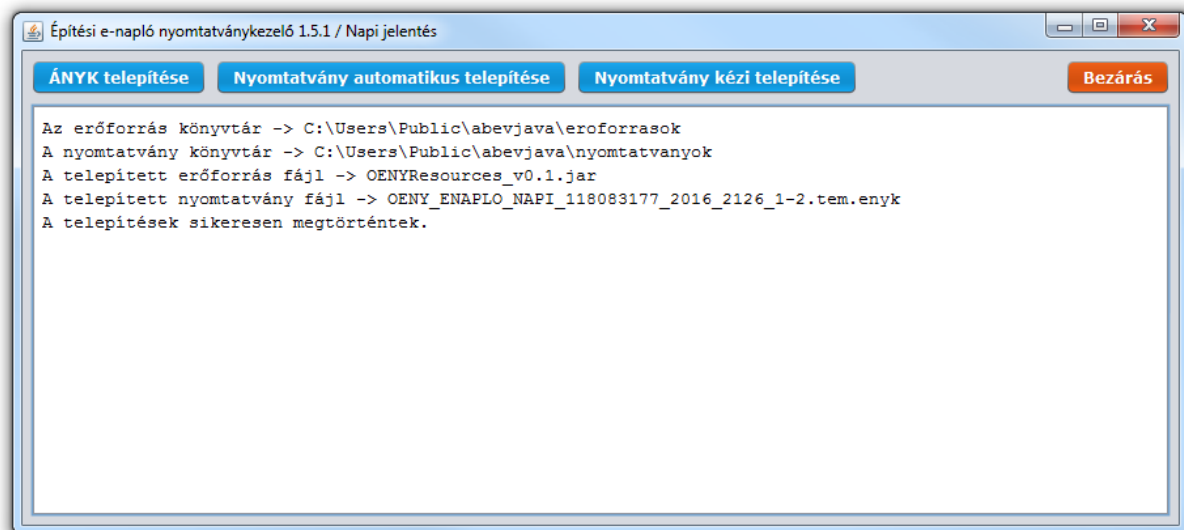 Építési e-napló nyomtatványkezelő 1.5.1 / Napi jelentés
ÁNYK telepítése Nyomtatvány automatikus telepítése Nyomtatvány kézi telepítése Bezárás
Az erőforrás könyvtár -> C:\Users\Public\abevjava\eroforrasok
A nyomtatvány könyvtár -> C:\Users\Public\abevjava\nyomtatvanyok
A telepített erőforrás fájl -> OENYResources_v0.1.jar
A telepített nyomtatvány fájl -> OENY_ENAPLO_NAPI_118083177_2016_2126_1-2.tem.enyk
A telepítések sikeresen megtörténtek.